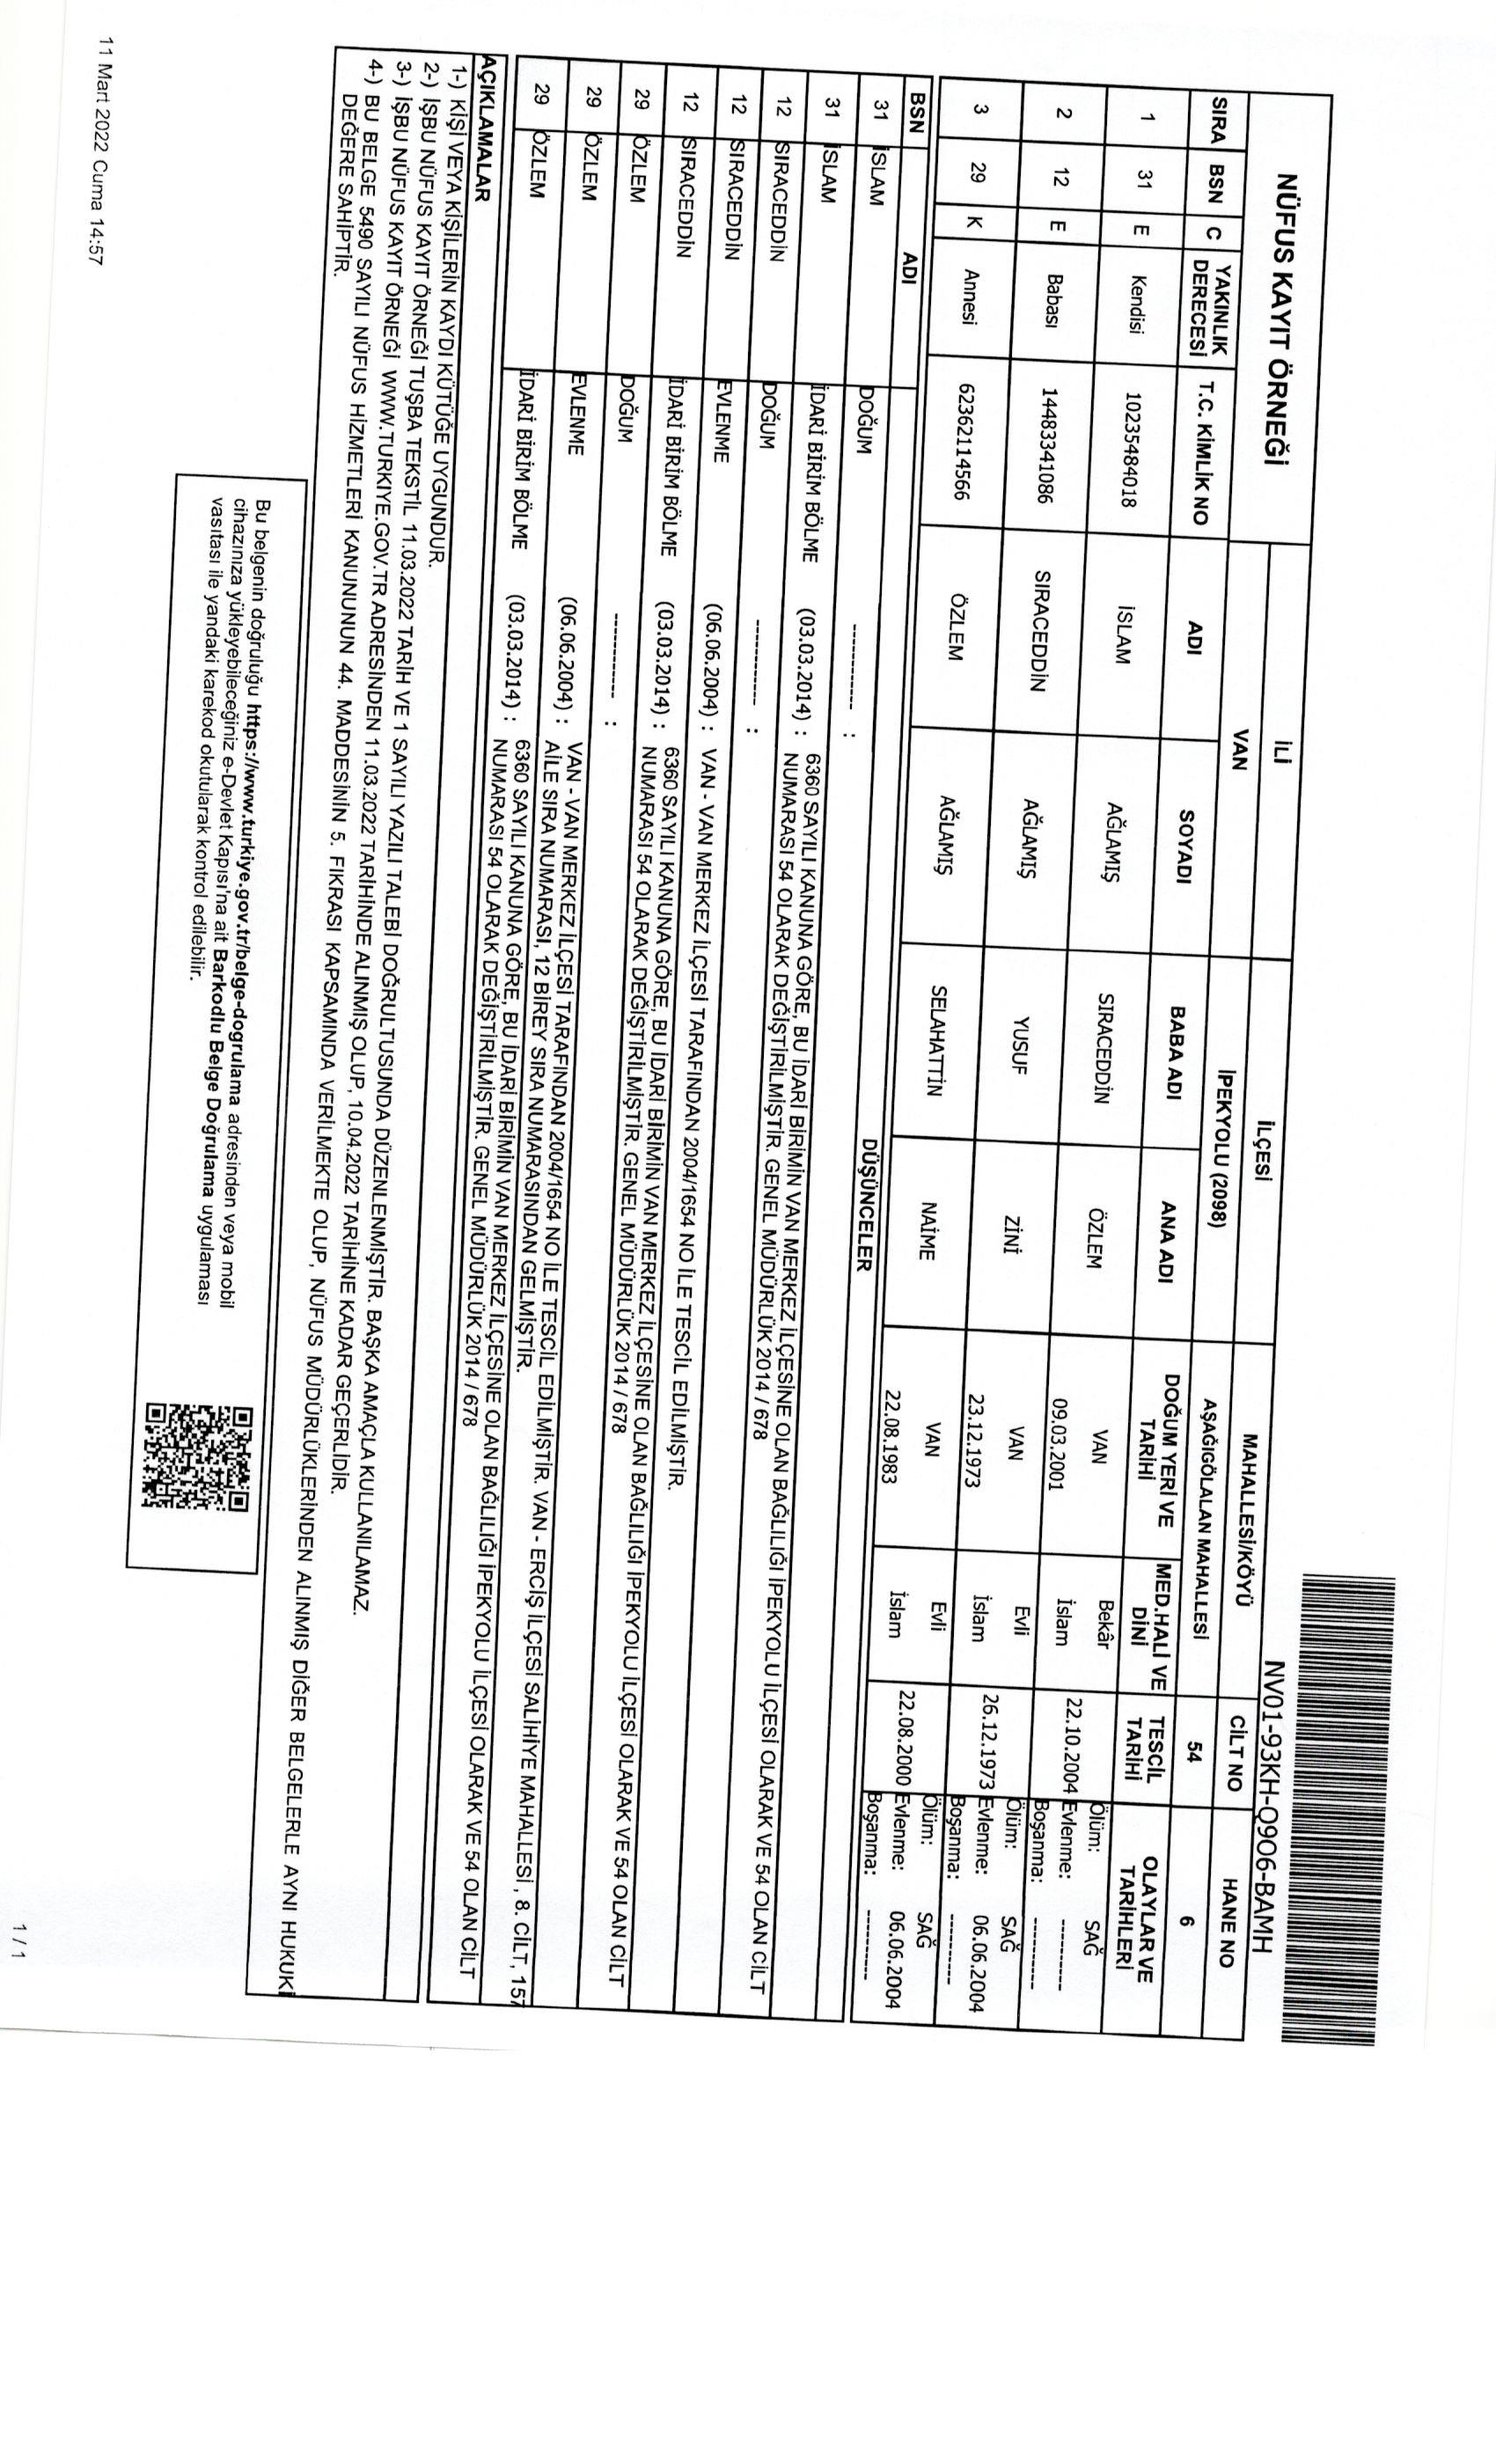 NV01-93KH-Q9O6-BAMH
NÜFUS KAYIT ÖRNEĞİ
İLİ İLÇESİ MAHALLESİ/KÖYÜ CİLT NO HANE NO
VAN İPEKYOLU (2098) AŞAĞIGÖLALAN MAHALLESİ 54 6
SIRA BSN C YAKINLIK DERECESİ T.C. KİMLİK NO ADI SOYADI BABA ADI ANA ADI DOĞUM YERİ VE TARİHİ MED.HALİ VE DİNİ TESCİL TARİHİ OLAYLAR VE TARİHLERİ
1 31 E Kendisi 10235484018 İSLAM AĞLAMIŞ SIRACEDDİN ÖZLEM VAN 09.03.2001 Bekâr İslam 22.10.2004 Ölüm: SAĞ
Evlenme: ----------
Boşanma: ----------
2 12 E Babası 14483341086 SIRACEDDİN AĞLAMIŞ YUSUF ZİNİ VAN 23.12.1973 Evli İslam 26.12.1973 Ölüm: SAĞ
Evlenme: 06.06.2004
Boşanma: ----------
3 29 K Annesi 62362114566 ÖZLEM AĞLAMIŞ SELAHATTİN NAİME VAN 22.08.1983 Evli İslam 22.08.2000 Ölüm: SAĞ
Evlenme: 06.06.2004
Boşanma: ----------
BSN ADI DÜŞÜNCELER
31 İSLAM DOĞUM ----------- :
31 İSLAM İDARİ BİRİM BÖLME (03.03.2014) : 6360 SAYILI KANUNA GÖRE, BU İDARİ BİRİMİN VAN MERKEZ İLÇESİNE OLAN BAĞLILIĞI İPEKYOLU İLÇESİ OLARAK VE 54 OLAN CİLT
NUMARASI 54 OLARAK DEĞİŞTİRİLMİŞTİR. GENEL MÜDÜRLÜK 2014 / 678
12 SIRACEDDİN DOĞUM ----------- :
12 SIRACEDDİN EVLENME (06.06.2004) : VAN - VAN MERKEZ İLÇESİ TARAFINDAN 2004/1654 NO İLE TESCİL EDİLMİŞTİR.
12 SIRACEDDİN İDARİ BİRİM BÖLME (03.03.2014) : 6360 SAYILI KANUNA GÖRE, BU İDARİ BİRİMİN VAN MERKEZ İLÇESİNE OLAN BAĞLILIĞI İPEKYOLU İLÇESİ OLARAK VE 54 OLAN CİLT
NUMARASI 54 OLARAK DEĞİŞTİRİLMİŞTİR. GENEL MÜDÜRLÜK 2014 / 678
29 ÖZLEM DOĞUM ----------- :
29 ÖZLEM EVLENME (06.06.2004) : VAN - VAN MERKEZ İLÇESİ TARAFINDAN 2004/1654 NO İLE TESCİL EDİLMİŞTİR. VAN - ERCİŞ İLÇESİ SALİHİYE MAHALLESİ , 8. CİLT, 157
AİLE SIRA NUMARASI, 12 BİREY SIRA NUMARASINDAN GELMİŞTİR.
29 ÖZLEM İDARİ BİRİM BÖLME (03.03.2014) : 6360 SAYILI KANUNA GÖRE, BU İDARİ BİRİMİN VAN MERKEZ İLÇESİNE OLAN BAĞLILIĞI İPEKYOLU İLÇESİ OLARAK VE 54 OLAN CİLT
NUMARASI 54 OLARAK DEĞİŞTİRİLMİŞTİR. GENEL MÜDÜRLÜK 2014 / 678
AÇIKLAMALAR
1-) KİŞİ VEYA KİŞİLERİN KAYDI KÜTÜĞE UYGUNDUR.
2-) İŞBU NÜFUS KAYIT ÖRNEĞİ TUŞBA TEKSTİL 11.03.2022 TARİH VE 1 SAYILI YAZILI TALEBİ DOĞRULTUSUNDA DÜZENLENMİŞTİR. BAŞKA AMAÇLA KULLANILAMAZ.
3-) İŞBU NÜFUS KAYIT ÖRNEĞİ WWW.TURKIYE.GOV.TR ADRESİNDEN 11.03.2022 TARİHİNDE ALINMIŞ OLUP, 10.04.2022 TARİHİNE KADAR GEÇERLİDİR.
4-) BU BELGE 5490 SAYILI NÜFUS HİZMETLERİ KANUNUNUN 44. MADDESİNİN 5. FIKRASI KAPSAMINDA VERİLMEKTE OLUP, NÜFUS MÜDÜRLÜKLERİNDEN ALINMIŞ DİĞER BELGELERLE AYNI HUKUKİ
DEĞERE SAHİPTİR.
Bu belgenin doğruluğu https://www.turkiye.gov.tr/belge-dogrulama adresinden veya mobil
cihazınıza yükleyebileceğiniz e-Devlet Kapısı'na ait Barkodlu Belge Doğrulama uygulaması
vasıtası ile yandaki karekod okutularak kontrol edilebilir.
11 Mart 2022 Cuma 14:57
1 / 1